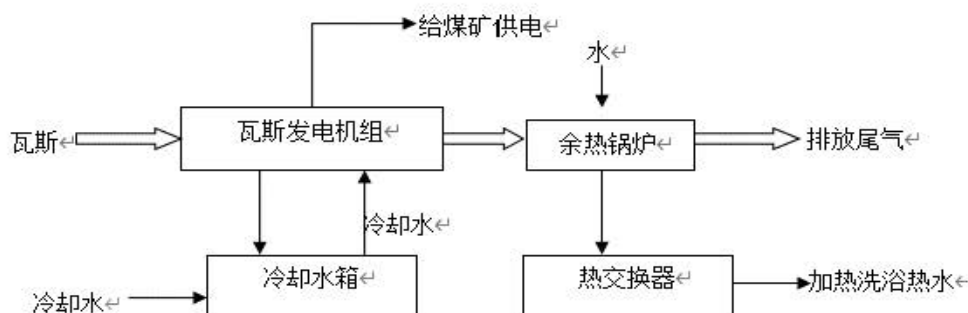 给煤矿供电↵
水↵
瓦斯↵
瓦斯发电机组↵
余热锅炉↵
排放尾气↵
冷却水↵
冷却水箱↵
热交换器↵
加热洗浴热水↵
冷却水↵